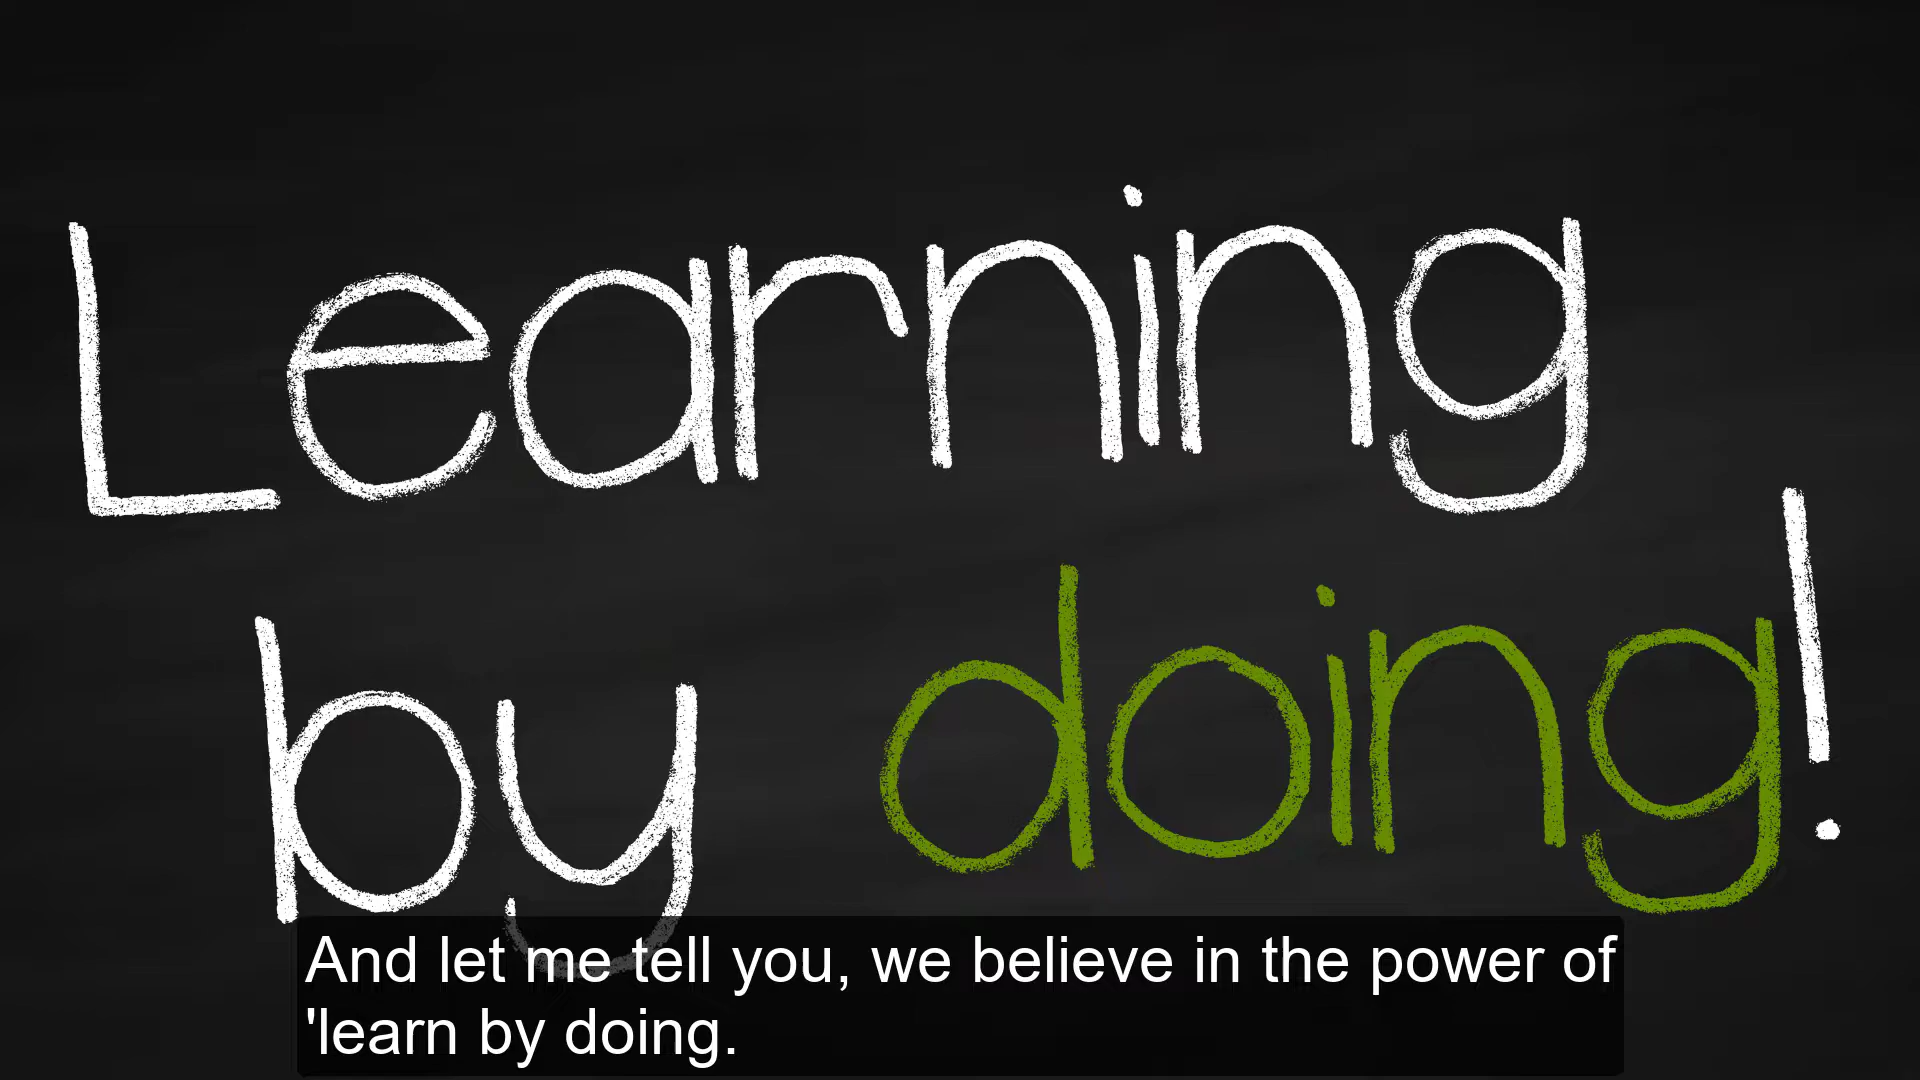 Learning
by doing!
And let me tell you, we believe in the power of
'learn by doing.